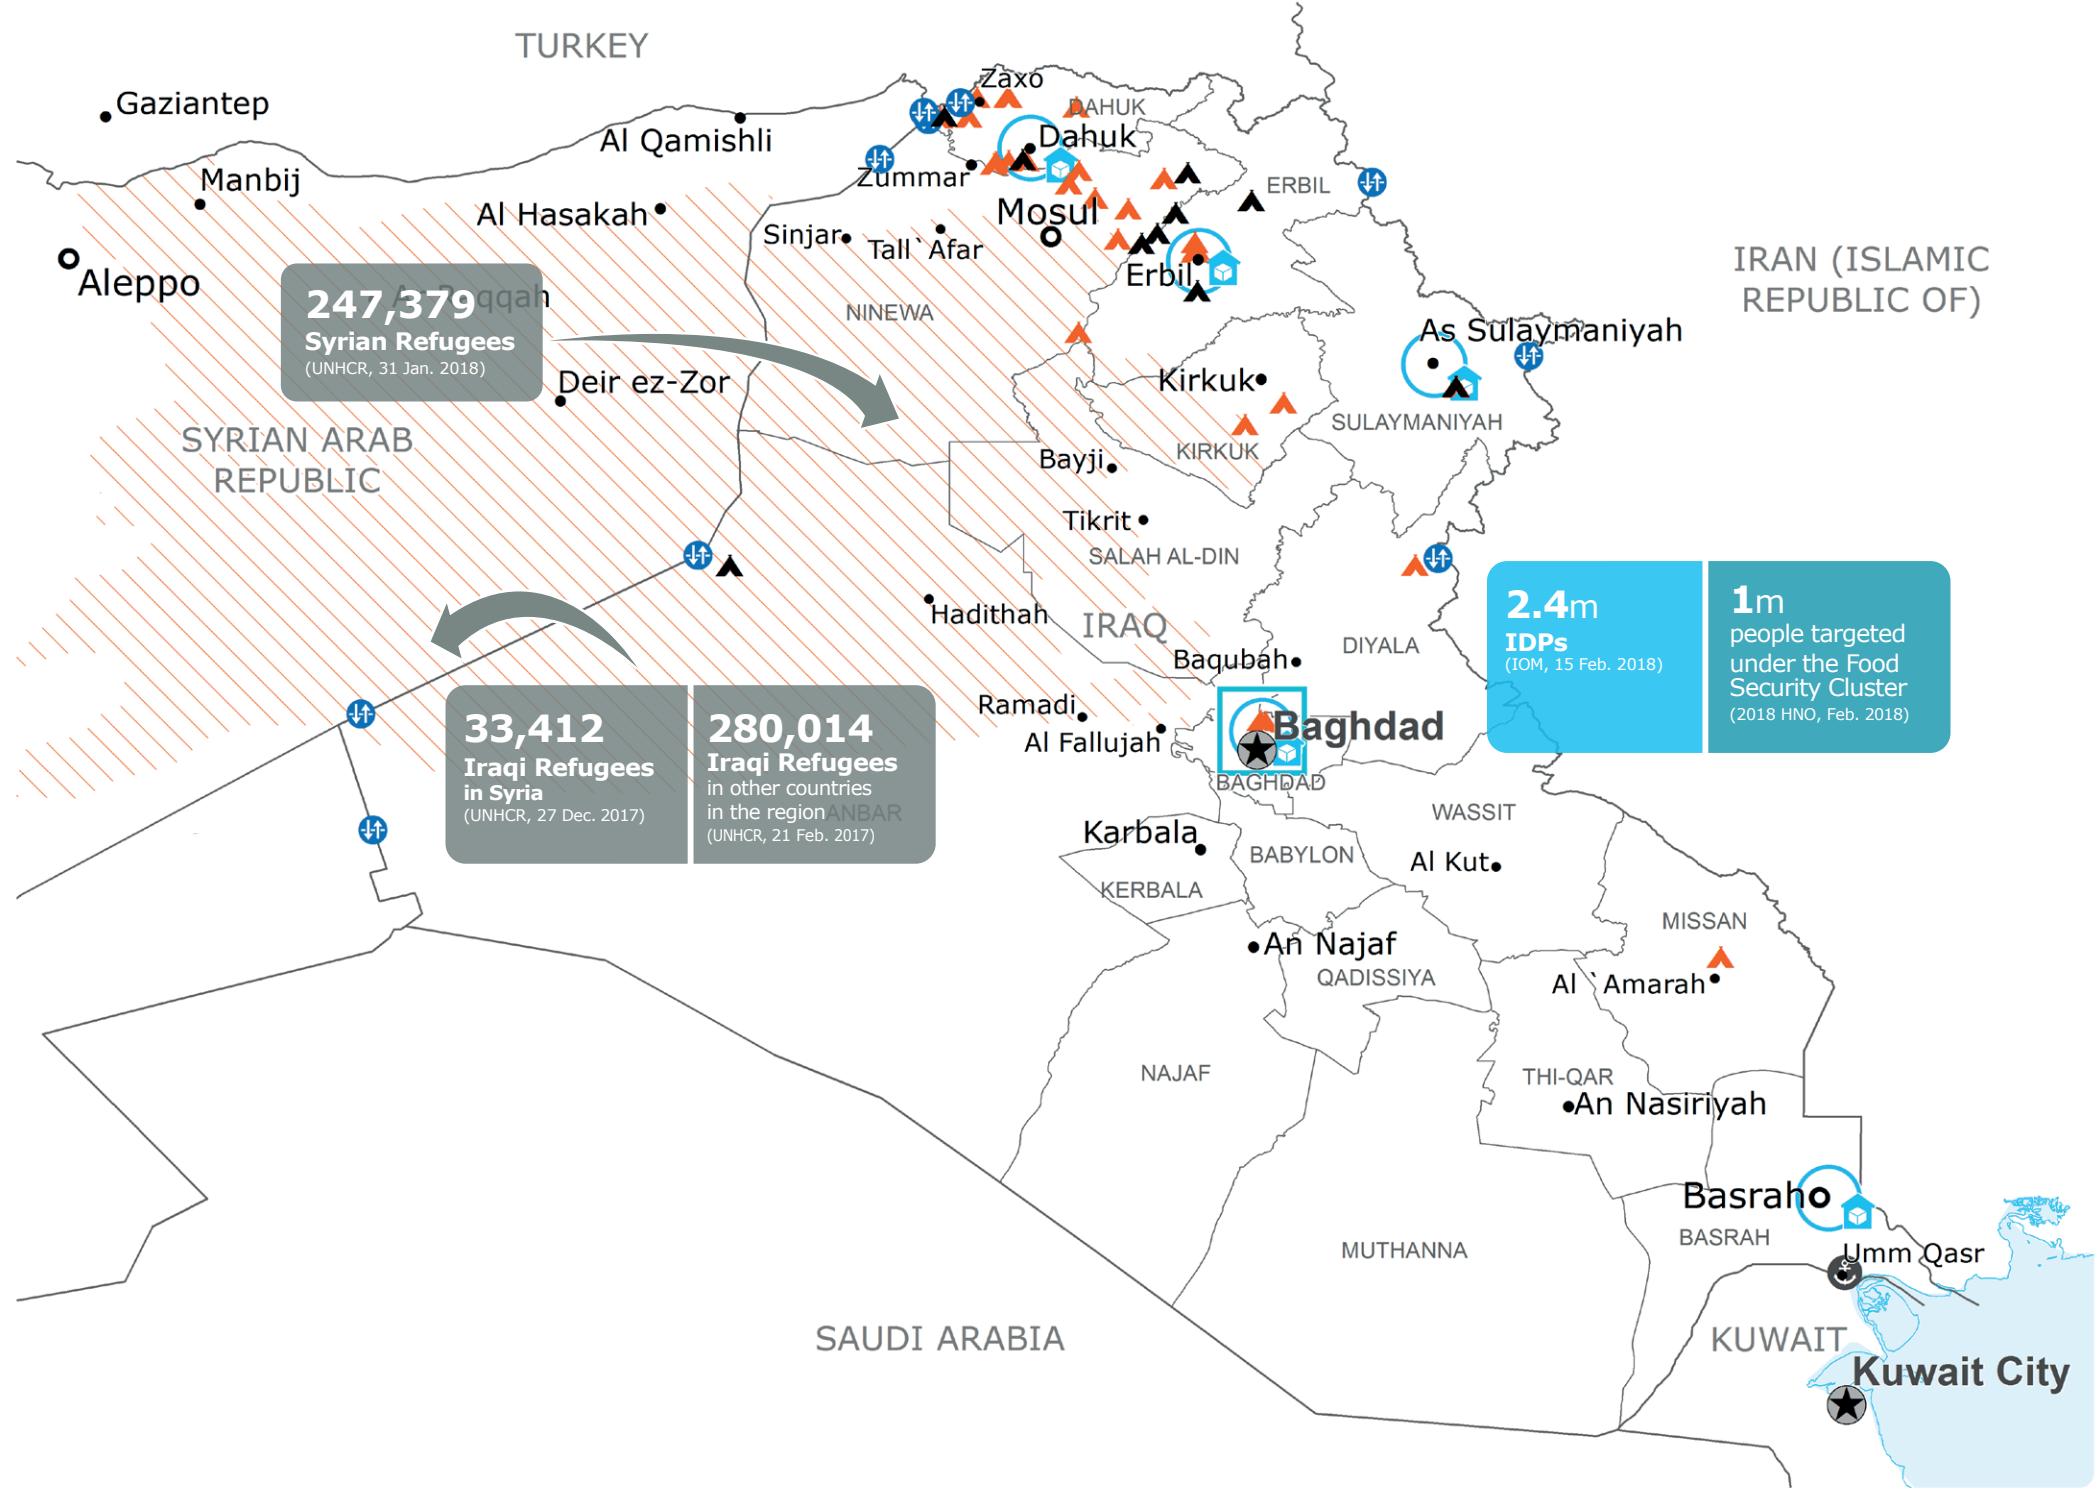 TURKEY
Zaxo
Gaziantep
DAHUK
Al Qamishli
Dahuk
Manbij
Zummar
ERBIL
Al Hasakah
Mosul
Sinjar
Tall`Afar
Aleppo
IRAN (ISLAMIC
REPUBLIC OF)
Erbil
Ar Raqqah
247,379
Syrian Refugees
(UNHCR, 31 Jan. 2018)
NINEWA
As Sulaymaniyah
Deir ez-Zor
Kirkuk
SULAYMANIYAH
SYRIAN ARAB
REPUBLIC
KIRKUK
Bayji
Tikrit
SALAH AL-DIN
Hadithah
IRAQ
DIYALA
Baqubah
2.4m
IDPs
(IOM, 15 Feb. 2018)
1m
people targeted
under the Food
Security Cluster
(2018 HNO, Feb. 2018)
Ramadi
Al Fallujah
Baghdad
BAGHDAD
33,412
Iraqi Refugees
in Syria
(UNHCR, 27 Dec. 2017)
280,014
Iraqi Refugees
in other countries
in the region
(UNHCR, 21 Feb. 2017)
ANBAR
WASSIT
Karbala
BABYLON
Al Kut
KERBALA
MISSAN
An Najaf
QADISSIYA
Al `Amarah
NAJAF
THI-QAR
An Nasiriyah
Basrah
BASRAH
MUTHANNA
Umm Qasr
SAUDI ARABIA
KUWAIT
Kuwait City